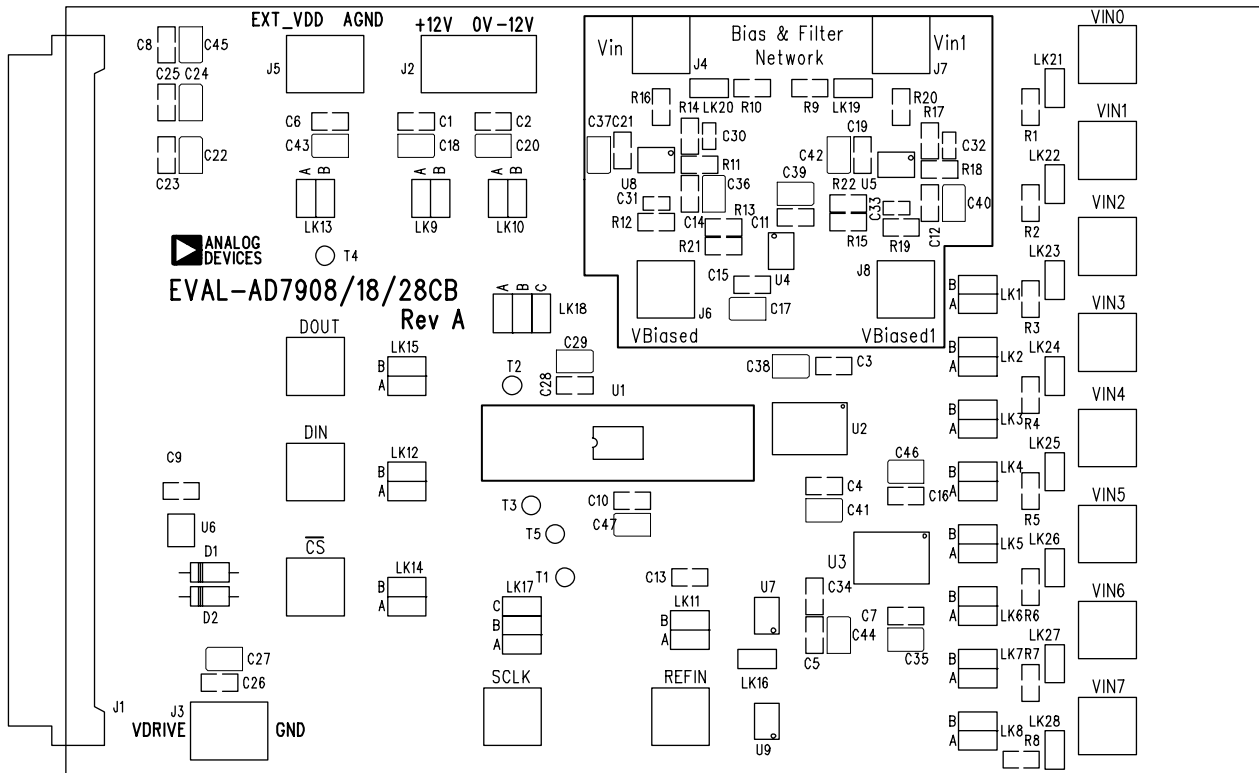 EXT_VDD AGND
+12V 0V -12V
VIN0
Vin
Bias & Filter
Network
Vin1
C8
C45
J5
J2
J4
J7
LK21
C25
C24
R16
R14
LK20
R10
R9
LK19
R20
R17
R1
VIN1
C6
C1
C2
C37
C21
C30
C19
C32
C43
C18
C20
C22
R11
C42
LK22
C23
A
B
A
B
A
B
U8
C36
C39
R22
U5
R18
C31
C33
C40
R12
C14
R13
C11
R15
R19
C12
R2
VIN2
LK13
LK9
LK10
R21
ANALOG
DEVICES
T4
C15
U4
J8
LK23
EVAL-AD7908/18/28CB
Rev A
A
B
C
LK18
J6
C17
B
A
LK1
R3
VIN3
VBiased
VBiased1
DOUT
LK15
B
A
C29
C28
T2
U1
C38
C3
B
A
LK2
LK24
U2
B
A
LK3
R4
VIN4
DIN
LK12
B
A
C9
C46
B
A
LK4
LK25
C4
C16
T3
C10
C41
C47
R5
VIN5
U6
T5
D1
CS
U3
B
A
LK5
LK26
D2
LK14
B
A
T1
LK17
C
B
A
C13
LK11
B
A
U7
C34
C7
B
A
LK6
R6
VIN6
C44
C35
C5
C27
C26
LK16
B
A
LK7
R7
LK27
SCLK
REFIN
VIN7
J1
J3
VDRIVE
GND
U9
B
A
LK8
R8
LK28